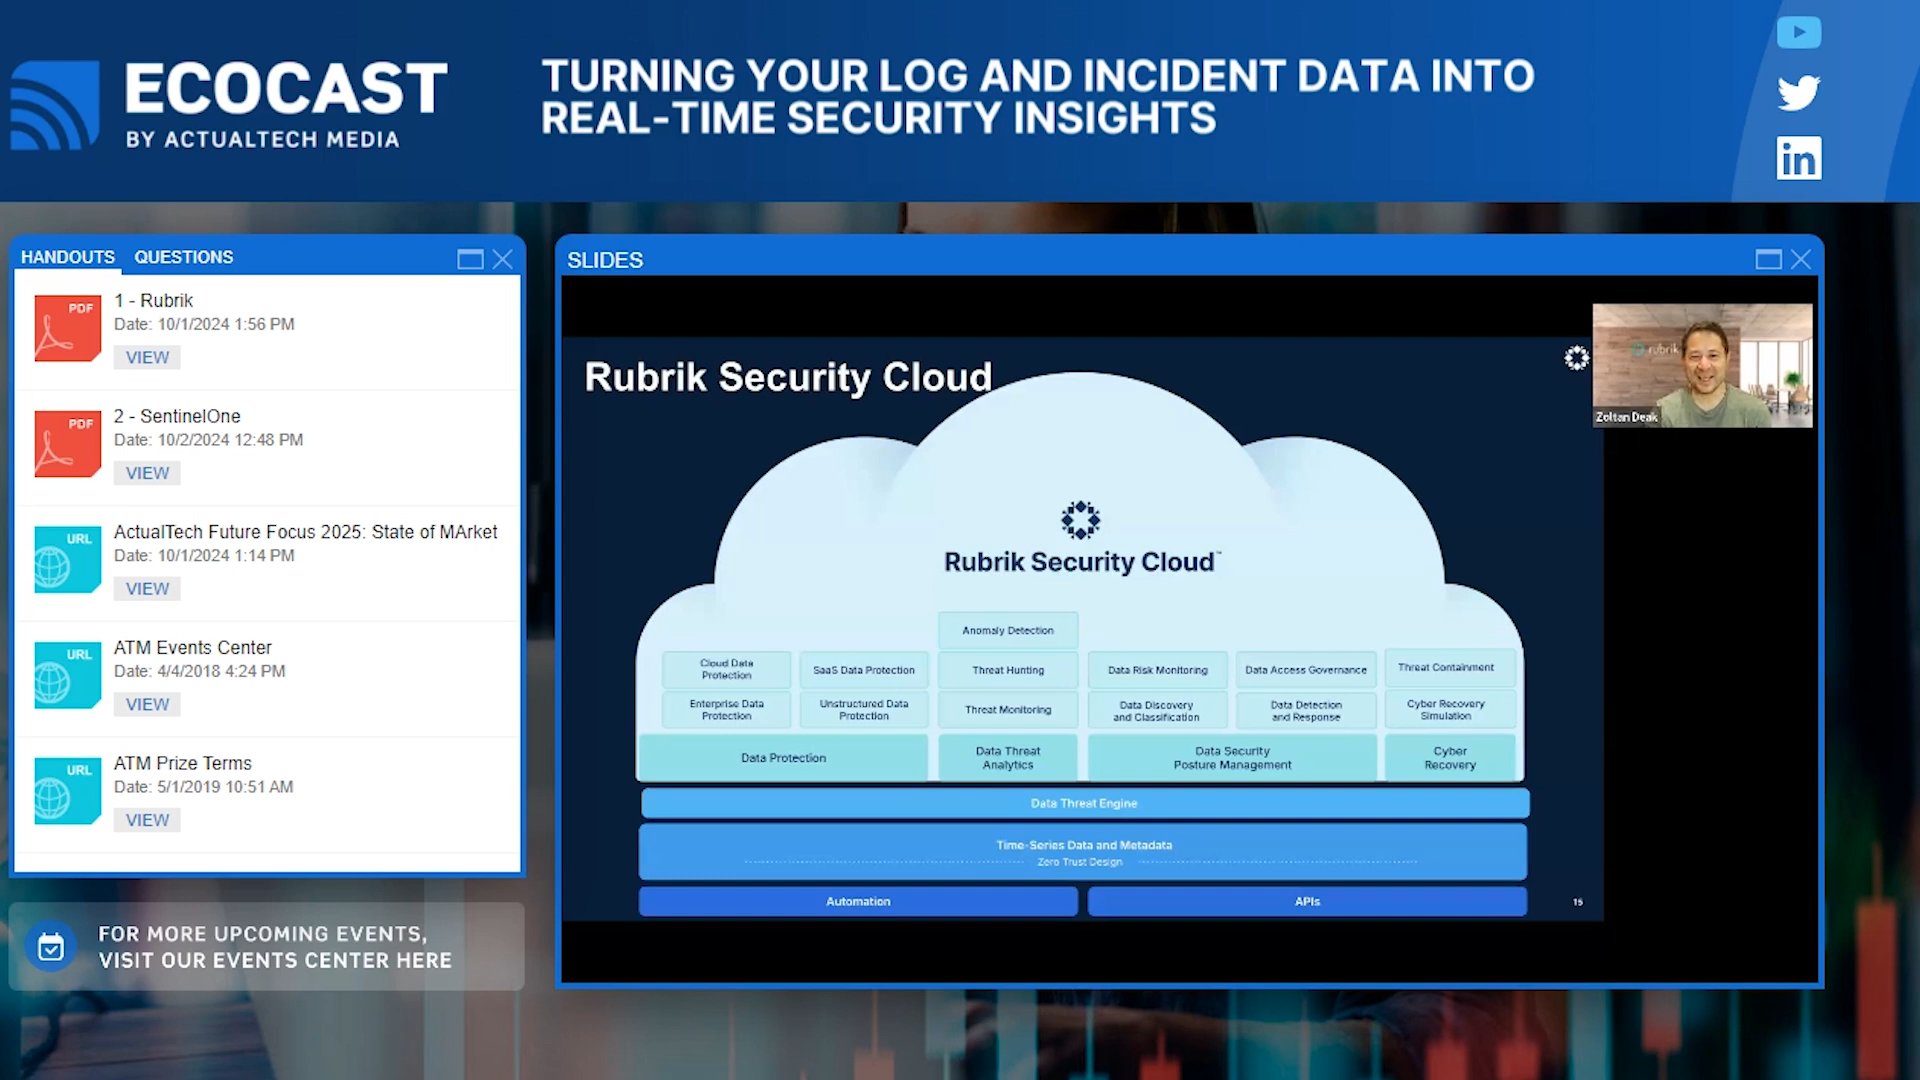 ECOCAST
BY ACTUALTECH MEDIA
TURNING YOUR LOG AND INCIDENT DATA INTO
REAL-TIME SECURITY INSIGHTS
in
HANDOUTS QUESTIONS
PDF
1 - Rubrik
Date: 10/1/2024 1:56 PM
VIEW
PDF
2 - SentinelOne
Date: 10/2/2024 12:48 PM
VIEW
URL
ActualTech Future Focus 2025: State of MArket
Date: 10/1/2024 1:14 PM
VIEW
URL
ATM Events Center
Date: 4/4/2018 4:24 PM
VIEW
URL
ATM Prize Terms
Date: 5/1/2019 10:51 AM
VIEW
FOR MORE UPCOMING EVENTS,
VISIT OUR EVENTS CENTER HERE
SLIDES
Rubrik Security Cloud
rubrik
Zoltan Deak
Rubrik Security Cloud™
Anomaly Detection
Cloud Data
Protection
SaaS Data Protection
Threat Hunting
Data Risk Monitoring
Data Access Governance
Threat Containment
Enterprise Data
Protection
Unstructured Data
Protection
Threat Monitoring
Data Discovery
and Classification
Data Detection
and Response
Cyber Recovery
Simulation
Data Protection
Data Threat
Analytics
Data Security
Posture Management
Cyber
Recovery
Data Threat Engine
Time-Series Data and Metadata
Zero Trust Design
Automation
APIs
15